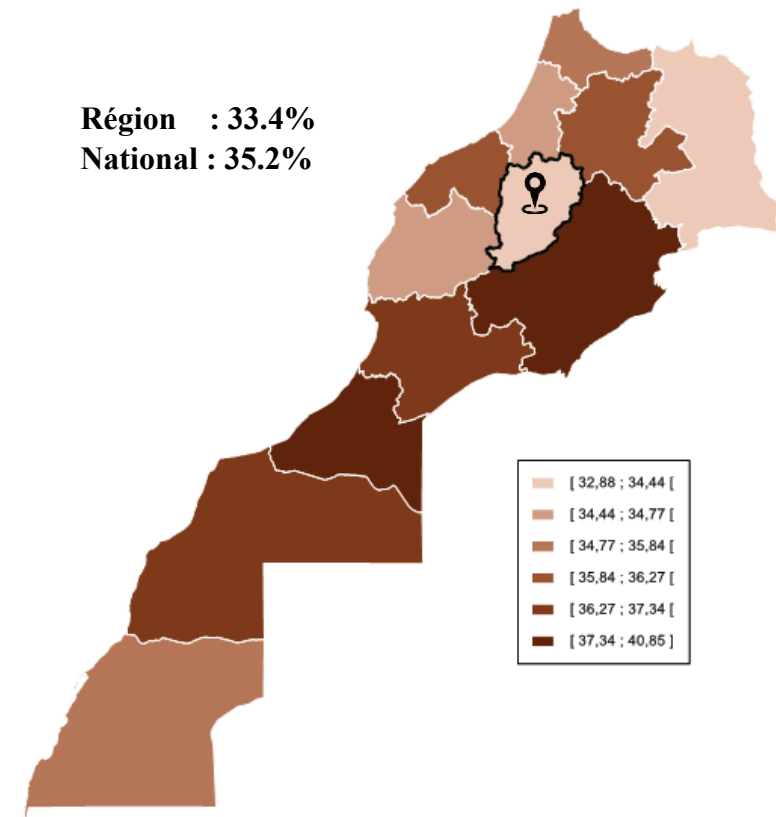 Région : 33.4%
National : 35.2%
[ 32,88 ; 34,44 [
[ 34,44 ; 34,77 [
[ 34,77 ; 35,84 [
[ 35,84 ; 36,27 [
[ 36,27 ; 37,34 [
[ 37,34 ; 40,85 ]